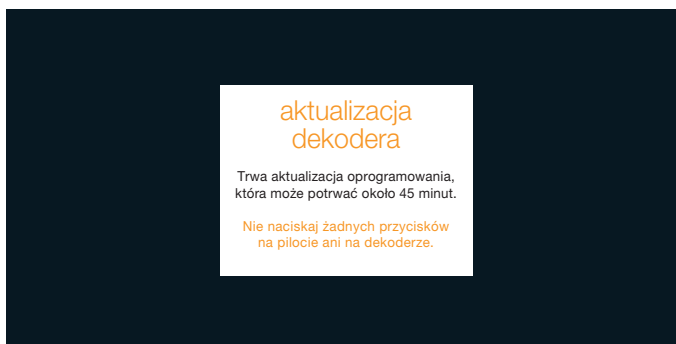 aktualizacja
dekodera
Trwa aktualizacja oprogramowania,
która może potrwać około 45 minut.
Nie naciskaj żadnych przycisków
na pilocie ani na dekoderze.